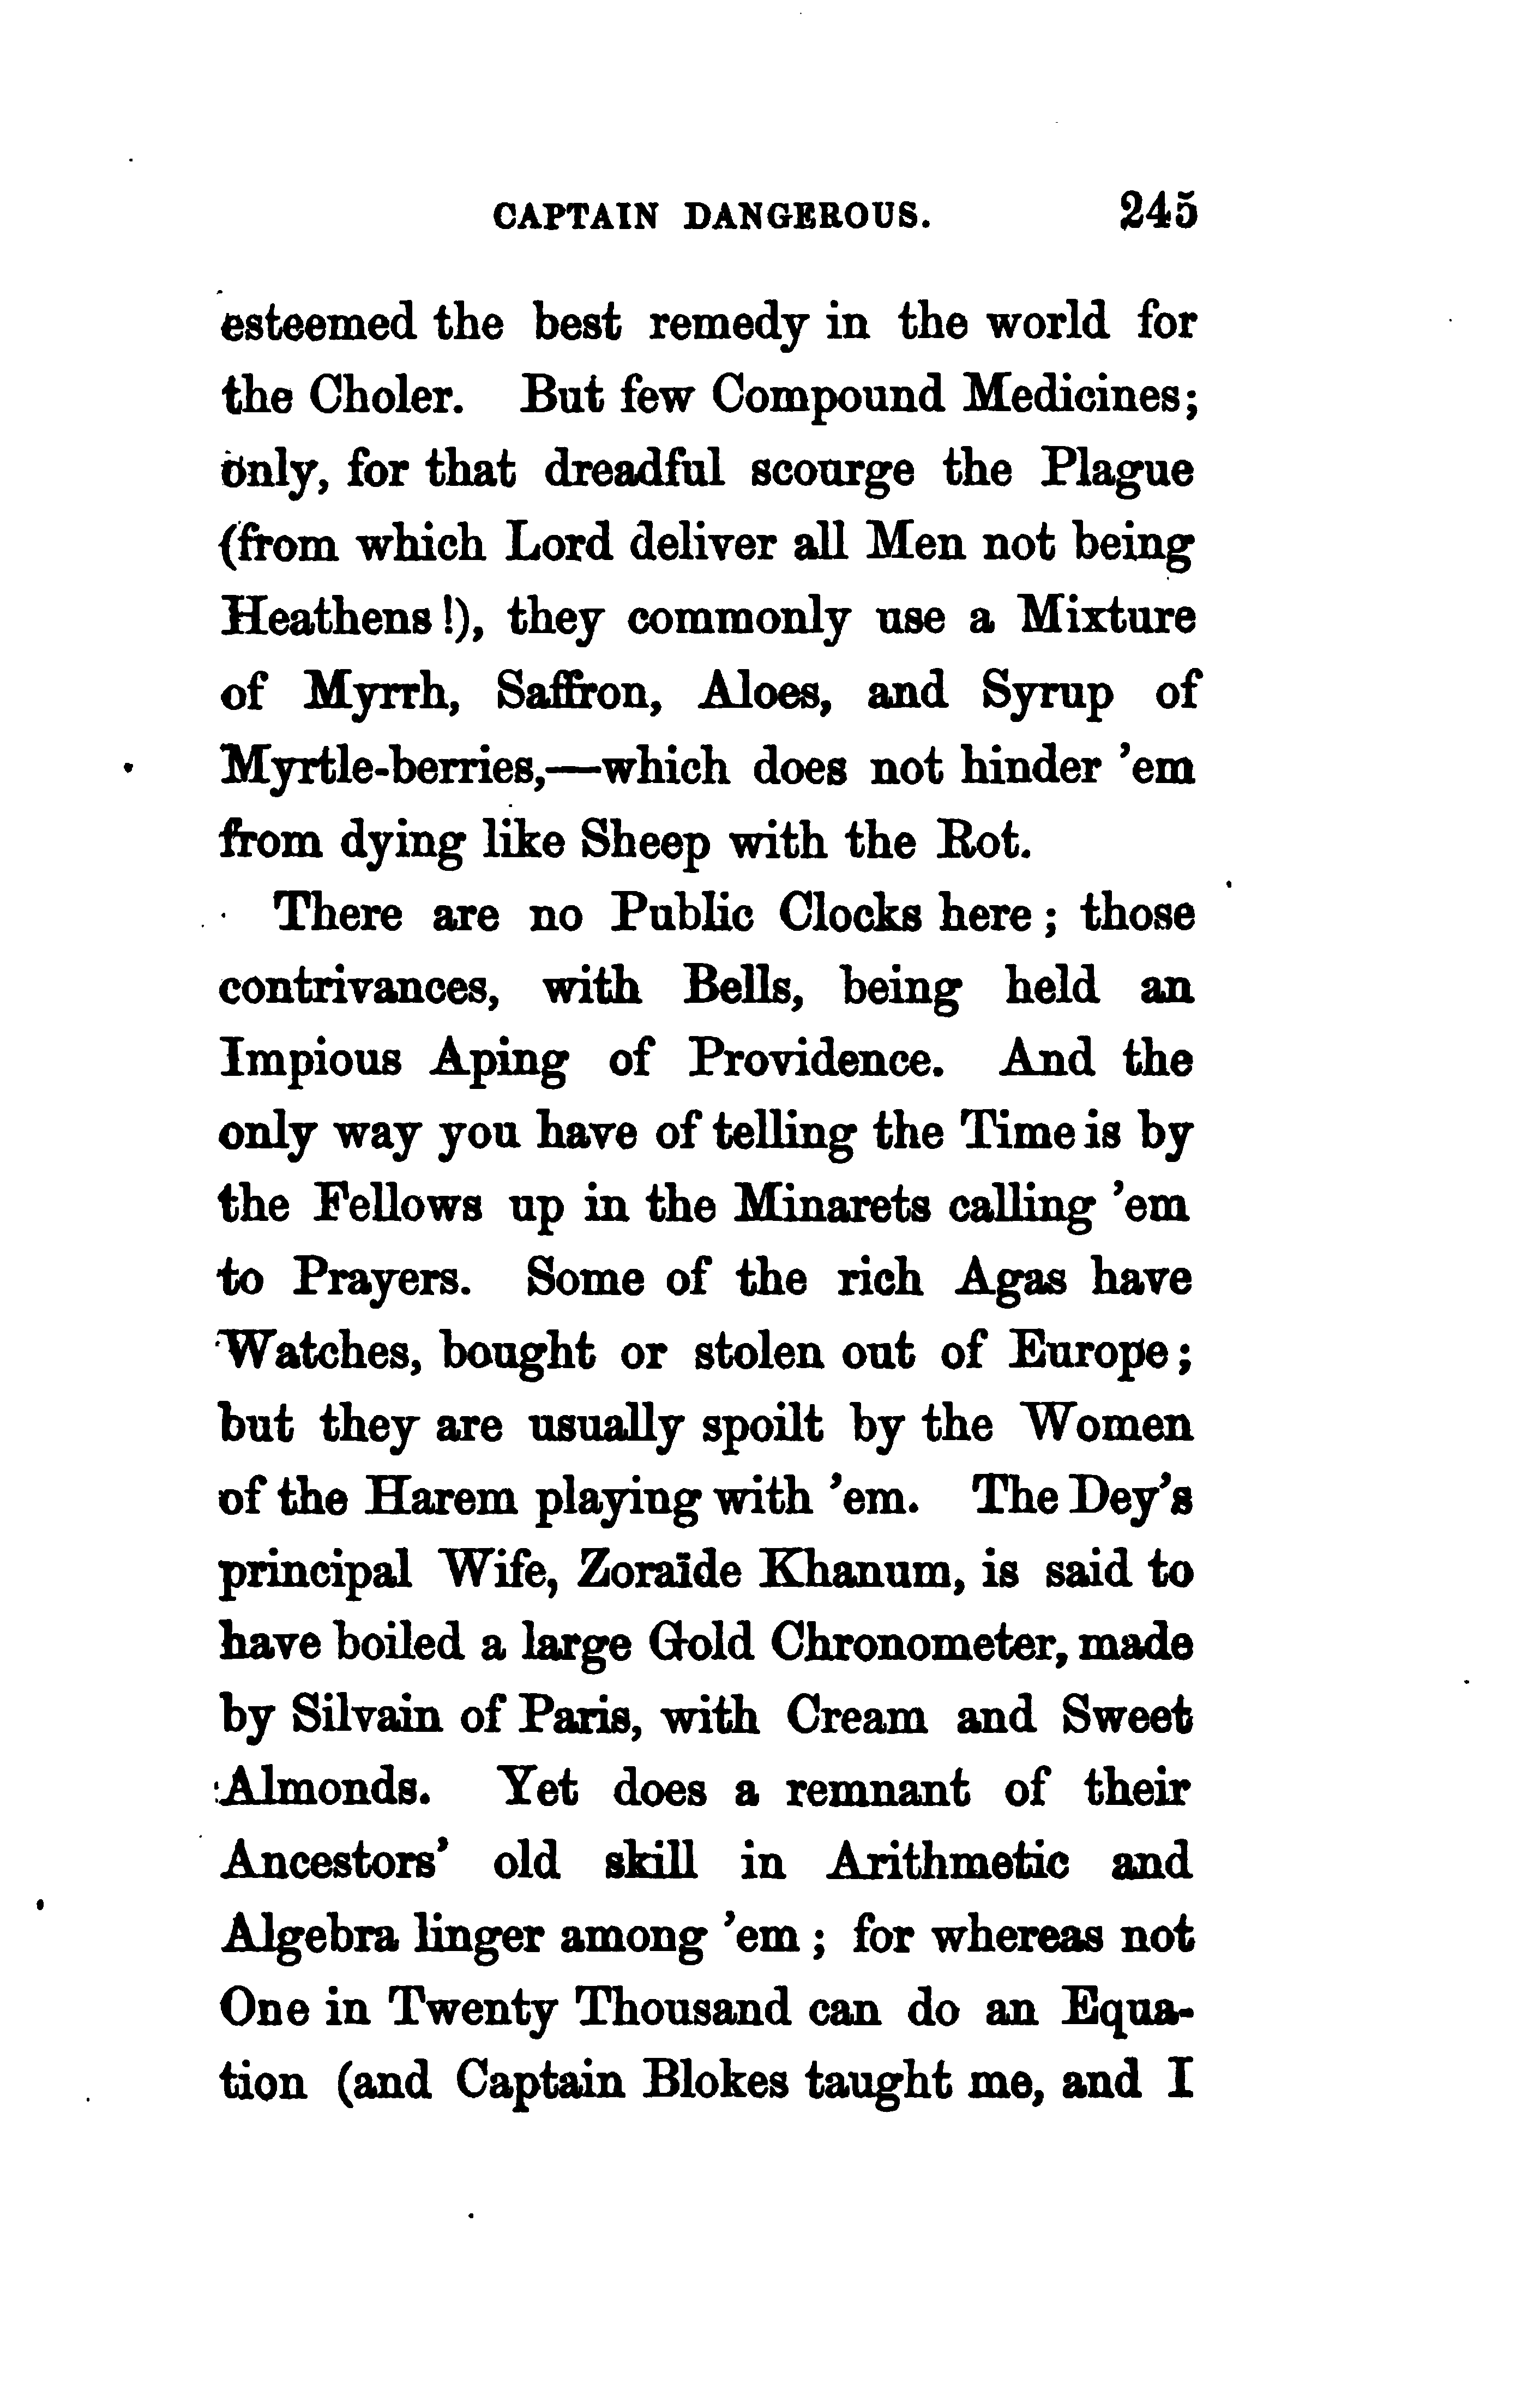 CAPTAIN DANGEROUS. 245
esteemed the best remedy in the world for
the Choler. But few Compound Medicines;
only, for that dreadful scourge the Plague
(from which Lord deliver all Men not being
Heathens!), they commonly use a Mixture
of Myrrh, Saffron, Aloes, and Syrup of
Myrtle-berries,—which does not hinder 'em
from dying like Sheep with the Rot.
There are no Public Clocks here; those
contrivances, with Bells, being held an
Impious Aping of Providence. And the
only way you have of telling the Time is by
the Fellows up in the Minarets calling 'em
to Prayers. Some of the rich Agas have
Watches, bought or stolen out of Europe;
but they are usually spoilt by the Women
of the Harem playing with 'em. The Dey's
principal Wife, Zoraïde Khanum, is said to
have boiled a large Gold Chronometer, made
by Silvain of Paris, with Cream and Sweet
Almonds. Yet does a remnant of their
Ancestors' old skill in Arithmetic and
Algebra linger among 'em; for whereas not
One in Twenty Thousand can do an Equa-
tion (and Captain Blokes taught me, and I